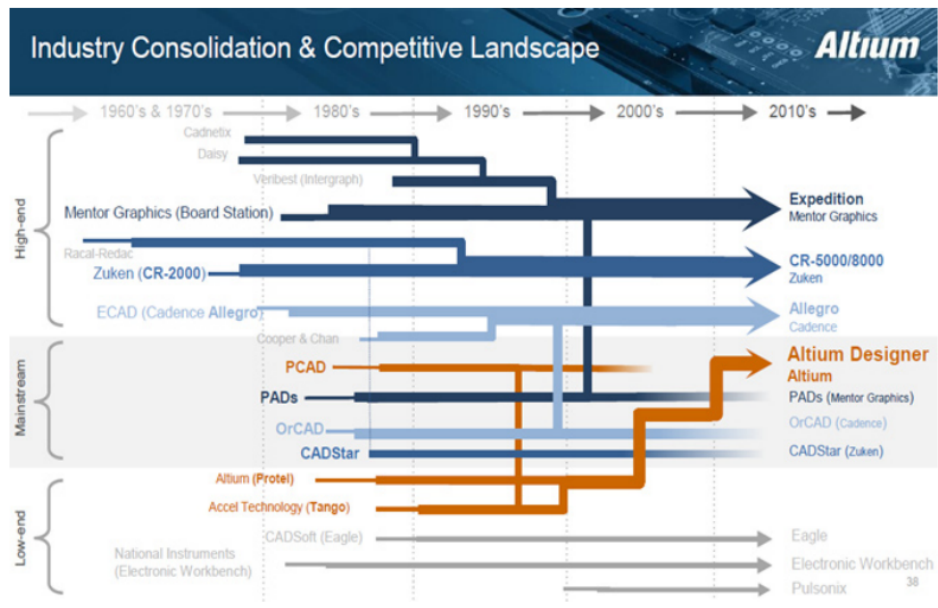 Industry Consolidation & Competitive Landscape
Altium
1960's & 1970's
1980's
1990's
2000's
2010's
High-end
Cadnetix
Daisy
Veribest (Intergraph)
Mentor Graphics (Board Station)
Expedition
Mentor Graphics
Racal-Redac
Zuken (CR-2000)
CR-5000/8000
Zuken
ECAD (Cadence Allegro)
Allegro
Cadence
Cooper & Chan
Mainstream
PCAD
Altium Designer
Altium
PADs
PADs (Mentor Graphics)
OrCAD
OrCAD (Cadence)
CADStar
CADStar (Zuken)
Low-end
Altium (Protel)
Accel Technology (Tango)
CADSoft (Eagle)
Eagle
National Instruments
(Electronic Workbench)
Electronic Workbench
Pulsonix
38